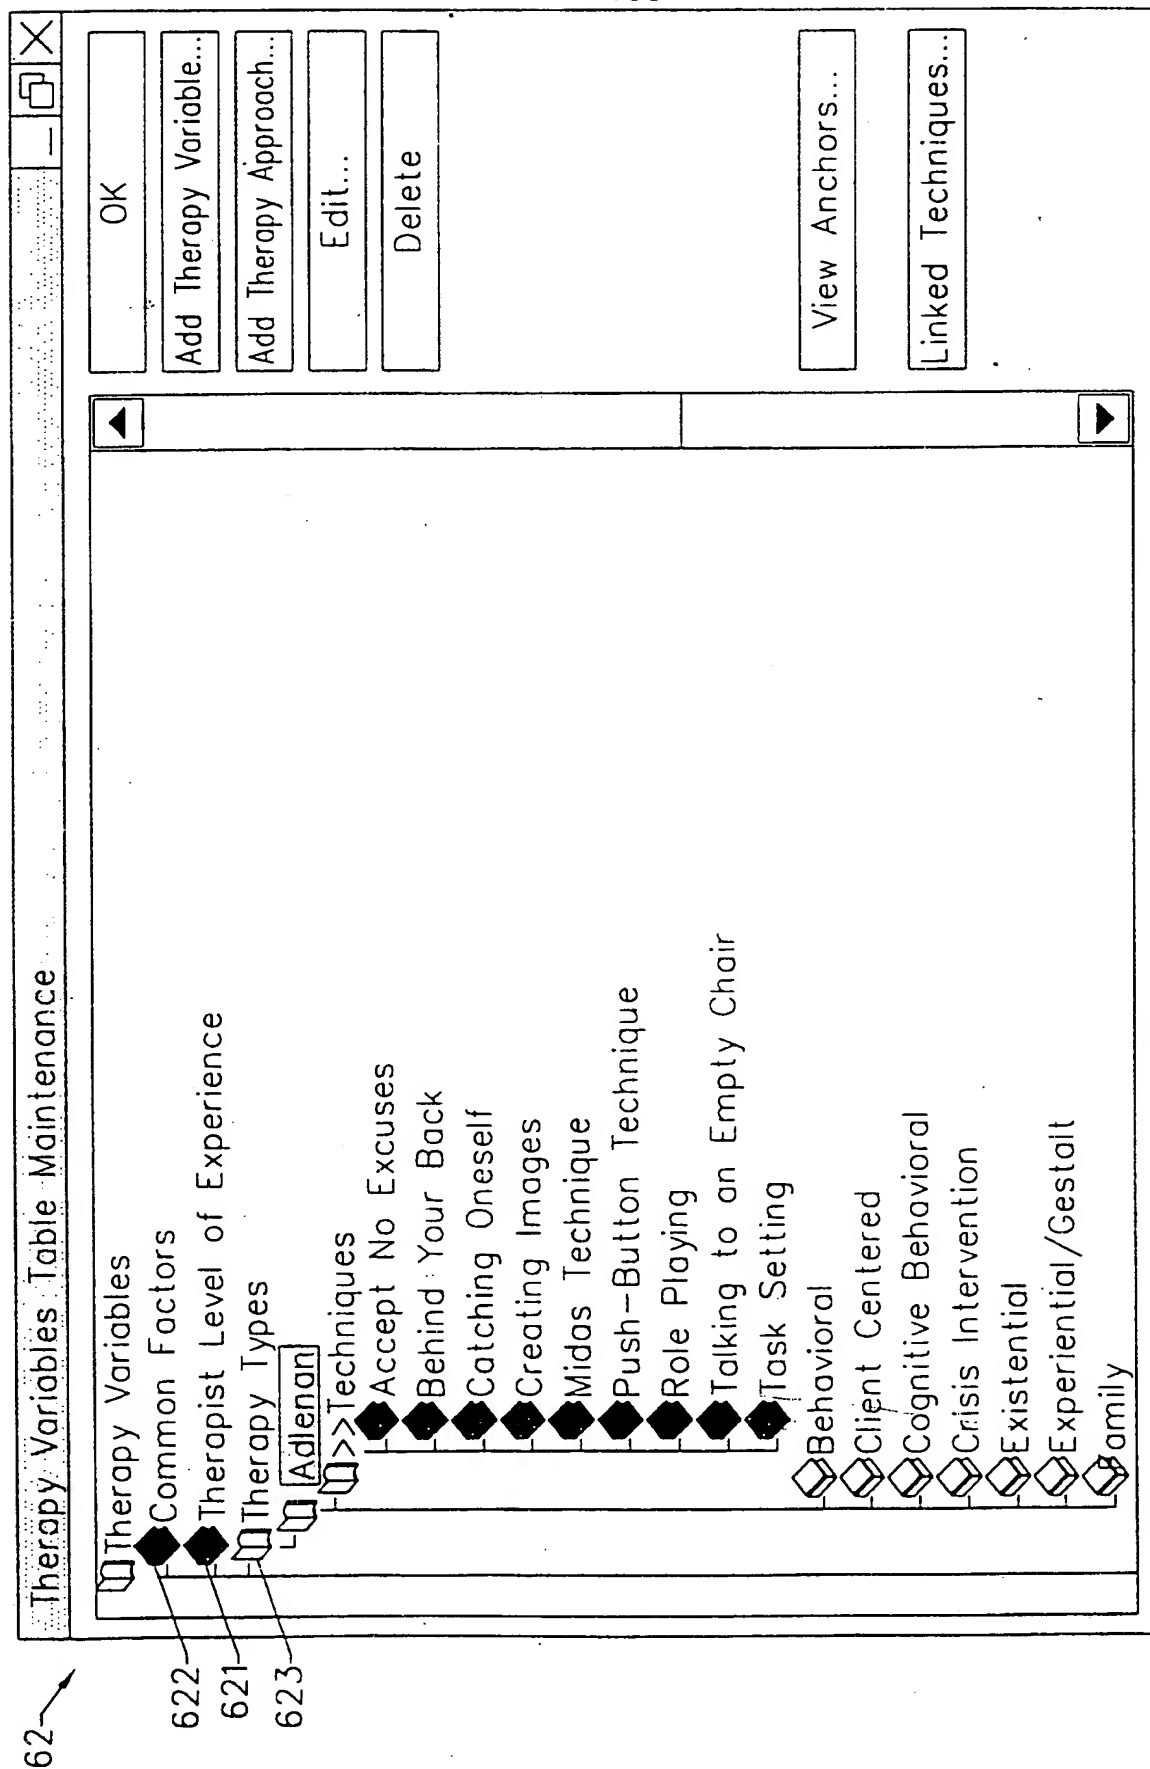 62
Therapy Variables Table Maintenance
Therapy Variables
622
Common Factors
621
Therapist Level of Experience
623
Therapy Types
Adlenan
>>Techniques
Accept No Excuses
Behind Your Back
Catching Oneself
Creating Images
Midas Technique
Push-Button Technique
Role Playing
Talking to an Empty Chair
Task Setting
Behavioral
Client Centered
Cognitive Behavioral
Crisis Intervention
Existential
Experiential/Gestalt
Family
OK
Add Therapy Variable...
Add Therapy Approach...
Edit...
Delete
View Anchors...
Linked Techniques...